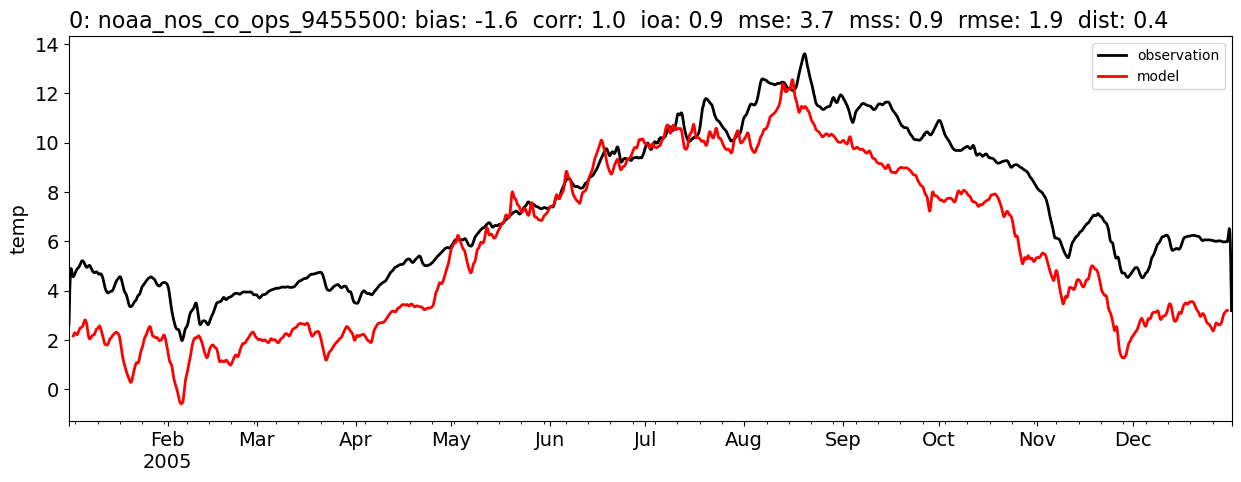 0: noaa_nos_co_ops_9455500: bias: -1.6  corr: 1.0  ioa: 0.9  mse: 3.7  mss: 0.9  rmse: 1.9  dist: 0.4
observation
model
temp
14
12
10
8
6
4
2
0
Feb Mar Apr May Jun Jul Aug Sep Oct Nov Dec
2005